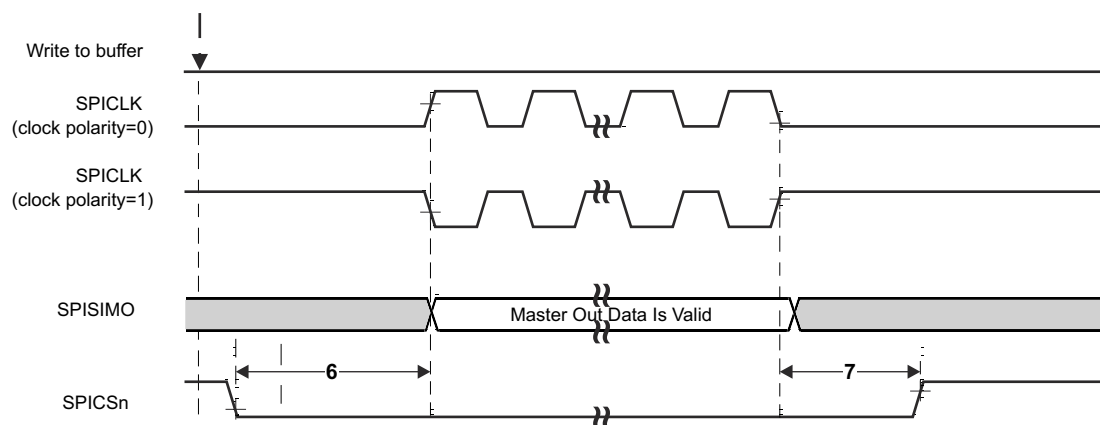 Write to buffer
SPICLK
(clock polarity=0)
SPICLK
(clock polarity=1)
SPISIMO
Master Out Data Is Valid
6
7
SPICSn